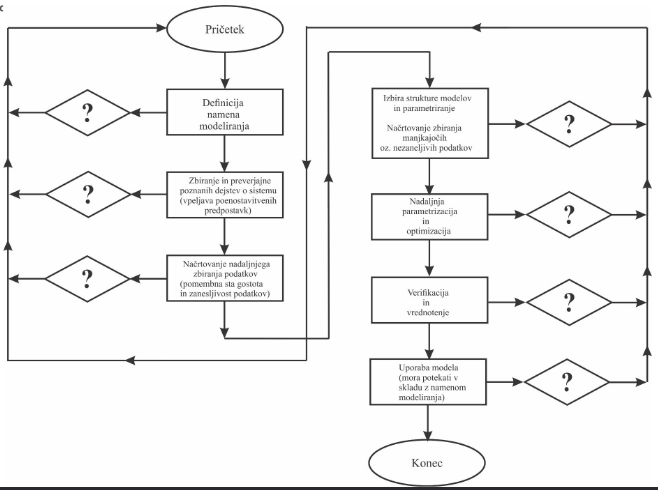 Pričetek
Definicija
namena
modeliranja
?
Zbiranje in preverjajne
poznanih dejstev o sistemu
(vpeljava poenostavitvenih
predpostavk)
?
Načrtovanje nadaljnjega
zbiranja podatkov
(pomembna sta gostota
in zanesljivost podatkov)
?
Izbira strukture modelov
in parametriranje
Načrtovanje zbiranja
manjkajočih
oz. nezaneljivih podatkov
?
Nadaljnja
parametrizacija
in
optimizacija
?
Verifikacija
in
vrednotenje
?
Uporaba modela
(mora potekati v
skladu z namenom
modeliranja)
?
Konec